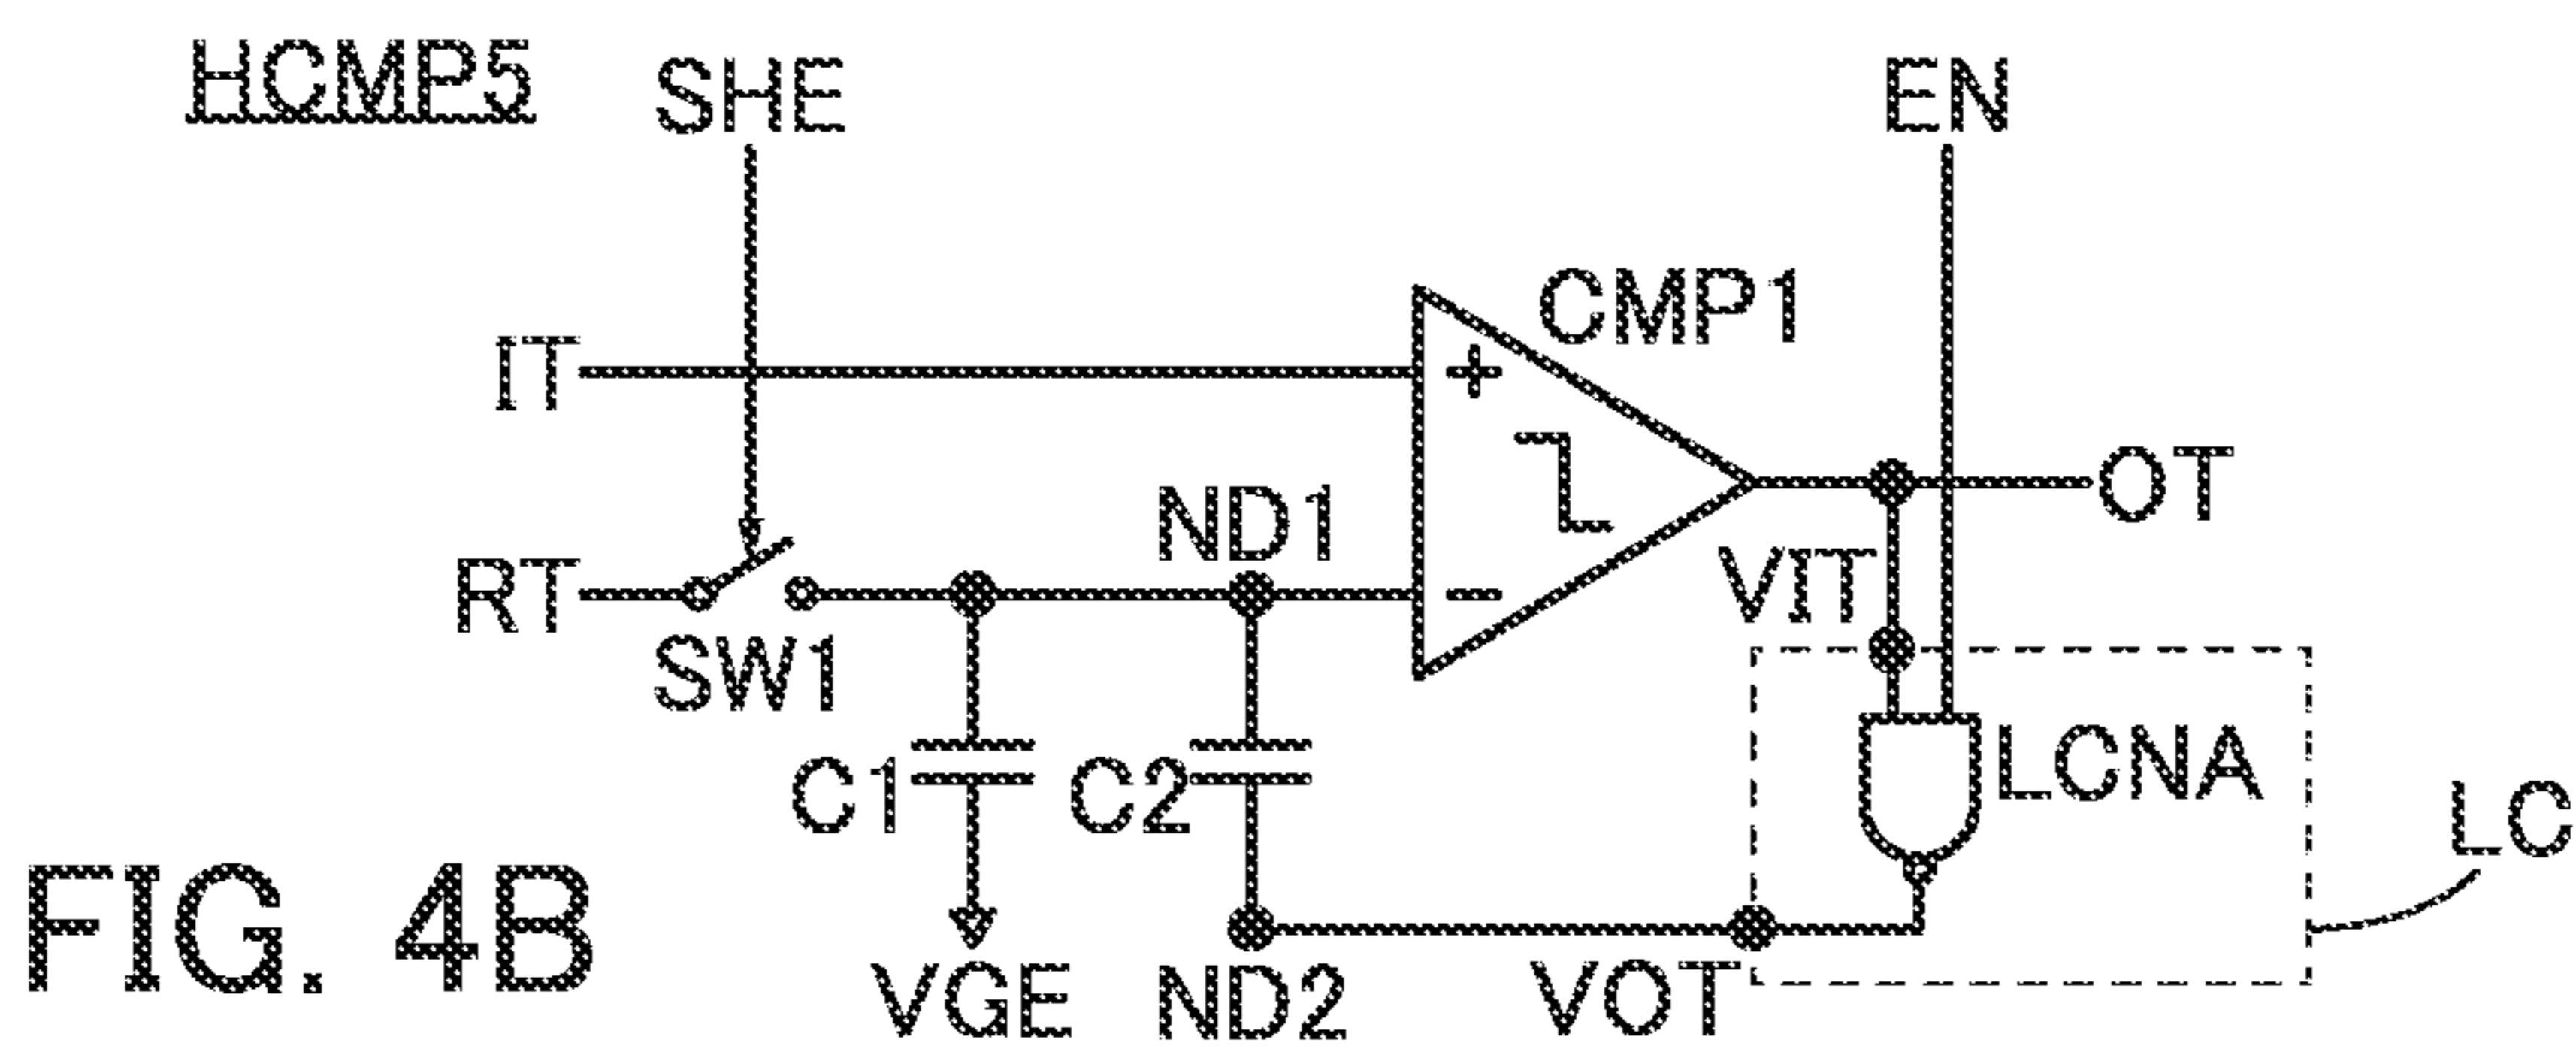 HCMP5
SHE
EN
CMP1
IT
+
OT
ND1
VIT
RT
-
SW1
LCNA
C1
C2
LC
FIG. 4B
VGE
ND2
VOT